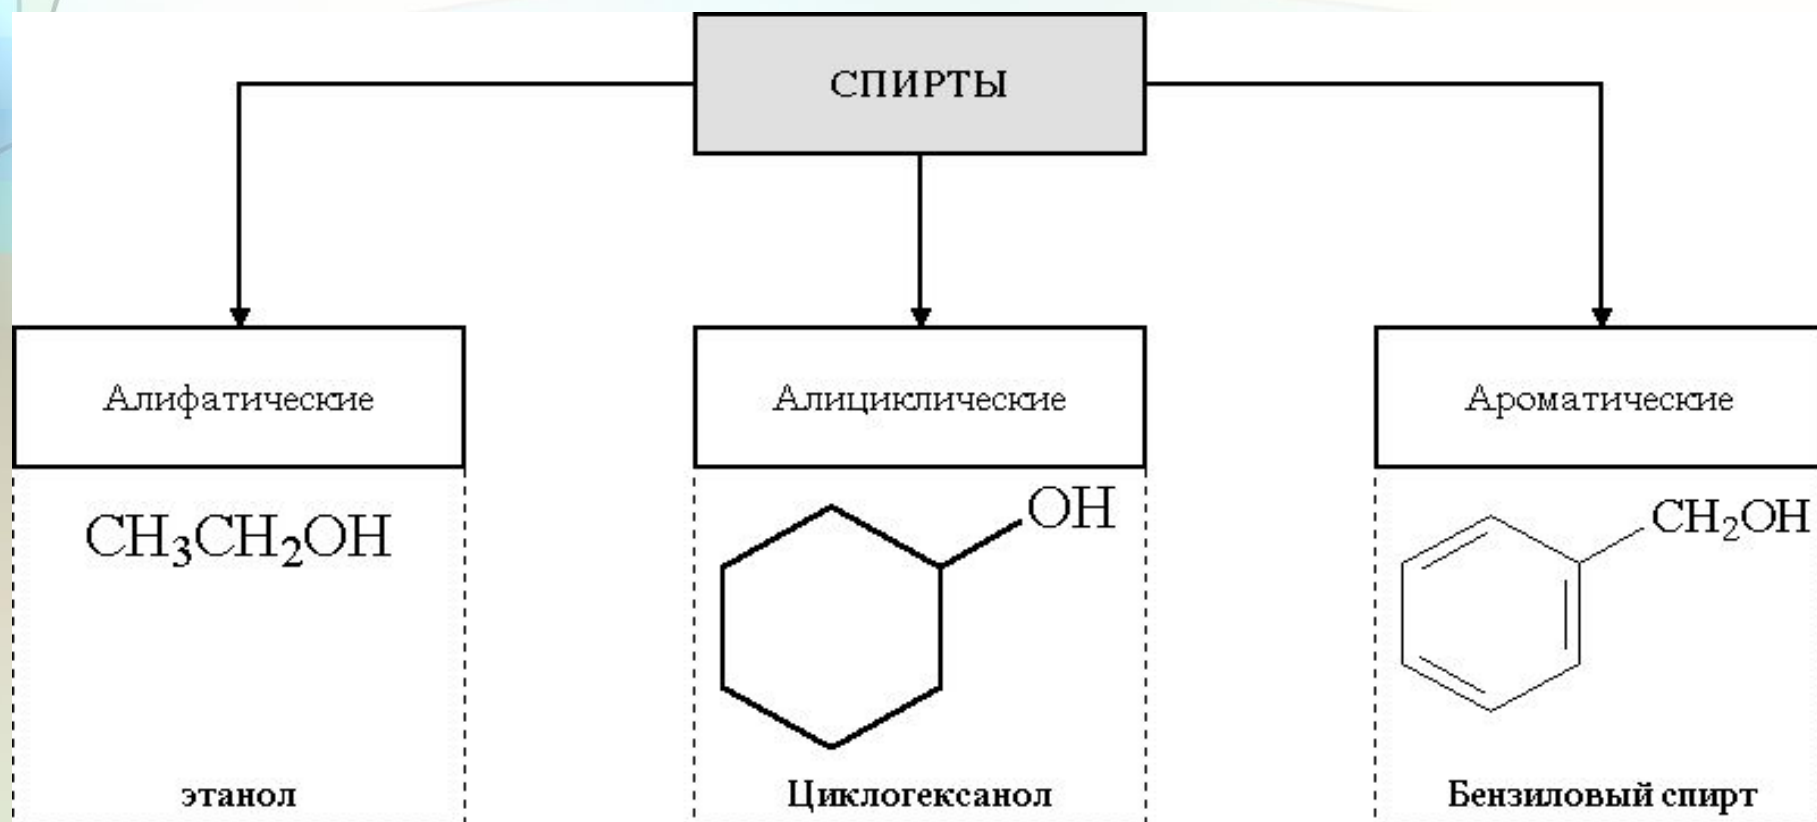 СПИРТЫ
Алифатические
Алициклические
Ароматические
CH₃CH₂OH
OH
CH₂OH
этанол
Циклогексанол
Бензиловый спирт